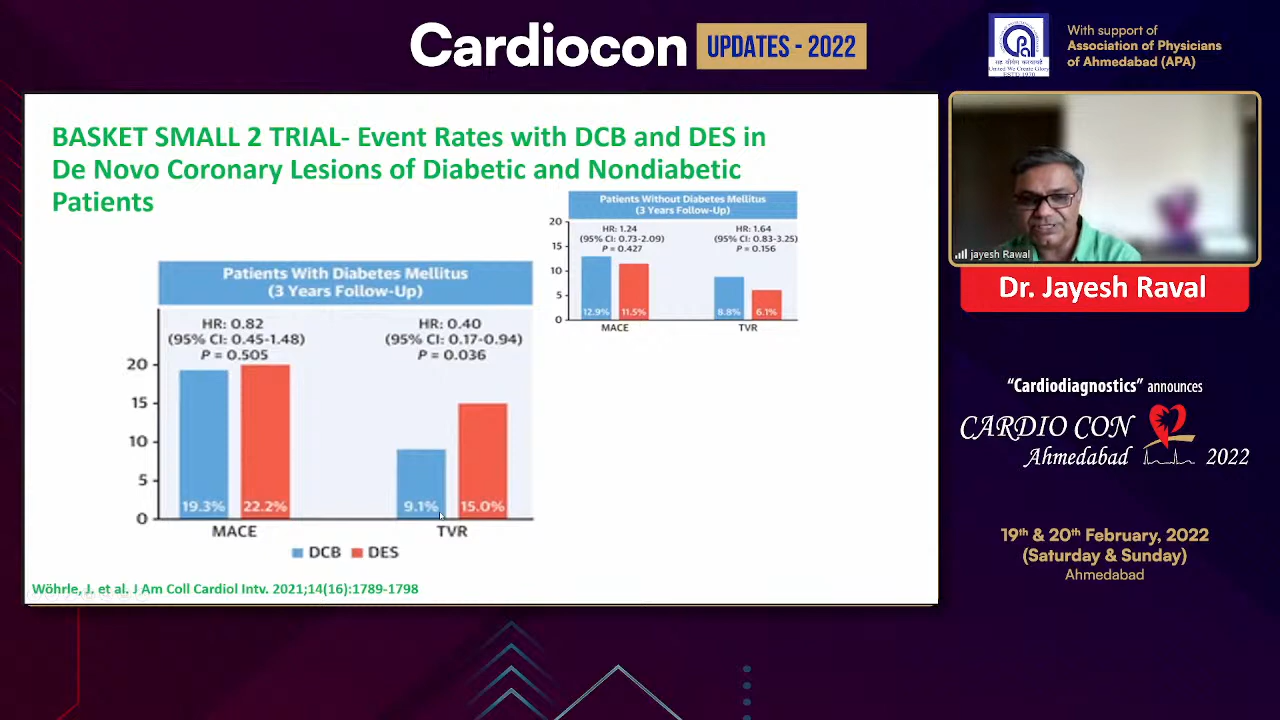 Cardiocon UPDATES - 2022
With support of
Association of Physicians
of Ahmedabad (APA)
United We Create Glory
ESTD 1970
BASKET SMALL 2 TRIAL- Event Rates with DCB and DES in
De Novo Coronary Lesions of Diabetic and Nondiabetic
Patients
Patients Without Diabetes Mellitus
(3 Years Follow-Up)
20
15
10
5
0
HR: 1.24
(95% CI: 0.73-2.09)
P = 0.427
HR: 1.64
(95% CI: 0.83-3.25)
P = 0.156
12.9%
11.5%
8.8%
6.1%
MACE
TVR
Patients With Diabetes Mellitus
(3 Years Follow-Up)
HR: 0.82
(95% CI: 0.45-1.48)
P = 0.505
HR: 0.40
(95% CI: 0.17-0.94)
P = 0.036
20
15
10
5
0
19.3%
22.2%
9.1%
15.0%
MACE
TVR
DCB
DES
Wöhrle, J. et al. J Am Coll Cardiol Intv. 2021;14(16):1789-1798
jayesh Rawal
Dr. Jayesh Raval
“Cardiodiagnostics” announces
CARDIO CON
Ahmedabad 2022
19th & 20th February, 2022
(Saturday & Sunday)
Ahmedabad